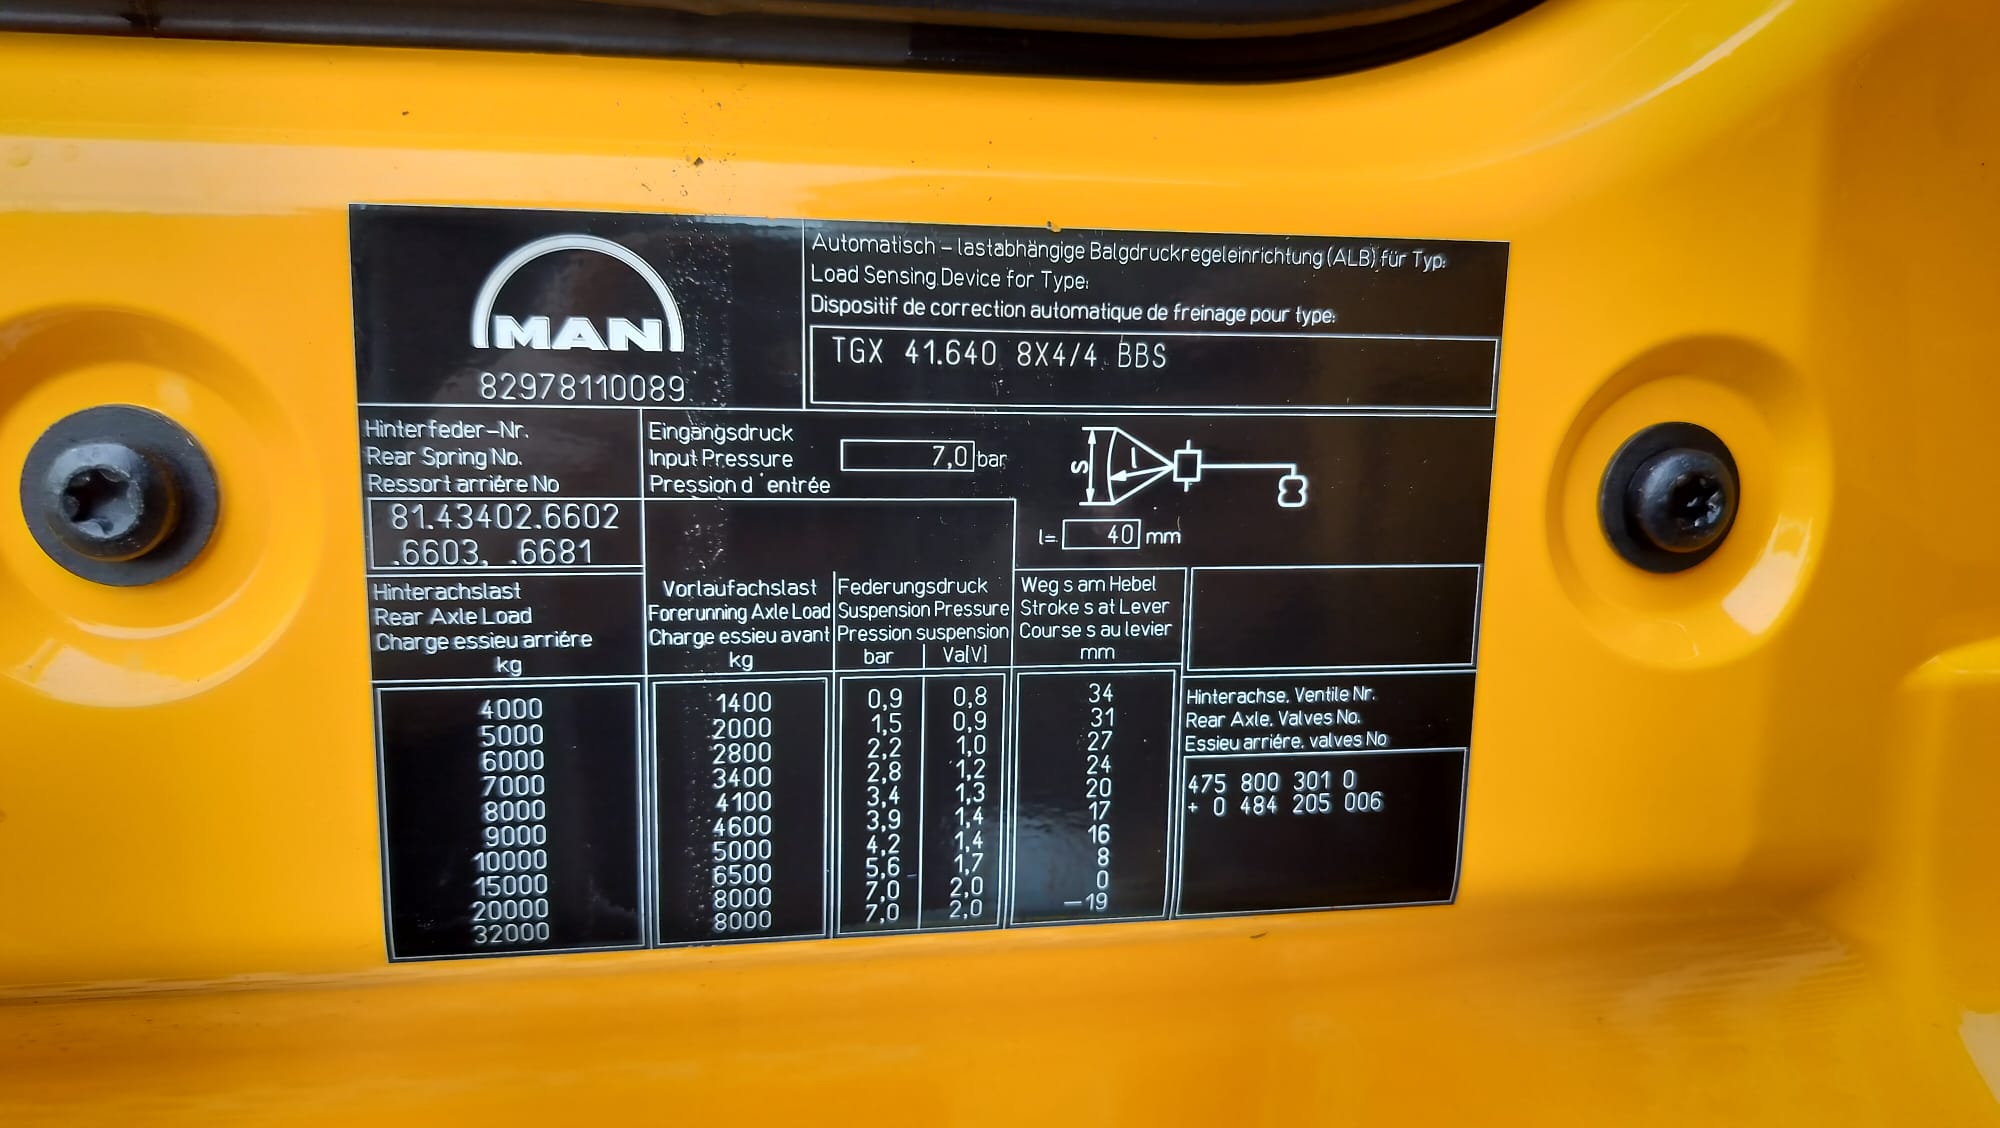 MAN
82978110089
Automatisch – lastabhängige Balgdruckregeleinrichtung (ALB) für Typ:
Load Sensing Device for Type:
Dispositif de correction automatique de freinage pour type:
TGX 41.640 8X4/4 BBS
Hinterfeder-Nr.
Rear Spring No.
Ressort arriére No
81.43402.6602
.6603, .6681
Eingangsdruck
Input Pressure
Pression d'entrée
7,0 bar
S
l
l= 40 mm
Hinterachslast
Rear Axle Load
Charge essieu arriére
kg
Vorlaufachslast
Forerunning Axle Load
Charge essieu avant
kg
Federungsdruck
Suspension Pressure
Pression suspension
bar Va(V)
Weg s am Hebel
Stroke s at Lever
Course s au levier
mm
4000 1400 0,9 0,8 34
5000 2000 1,5 0,9 31
6000 2800 2,2 1,0 27
7000 3400 2,8 1,2 24
8000 4100 3,4 1,3 20
9000 4600 3,9 1,4 17
10000 5000 4,2 1,4 16
15000 6500 5,6 1,7 8
20000 8000 7,0 2,0 0
32000 8000 7,0 2,0 –19
Hinterachse. Ventile Nr.
Rear Axle. Valves No.
Essieu arriére. valves No
475 800 301 0
+ 0 484 205 006